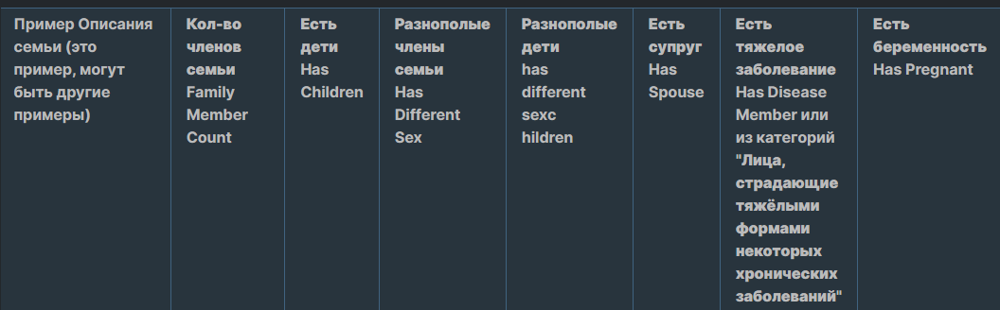 Пример Описания
семьи (это
пример, могут
быть другие
примеры)
Кол-во
членов
семьи
Family
Member
Count
Есть
дети
Has
Children
Разнополые
члены
семьи
Has
Different
Sex
Разнополые
дети
has
different
sexc
hildren
Есть
супруг
Has
Spouse
Есть
тяжелое
заболевание
Has Disease
Member или
из категорий
"Лица,
страдающие
тяжёлыми
формами
некоторых
хронических
заболеваний"
Есть
беременность
Has Pregnant